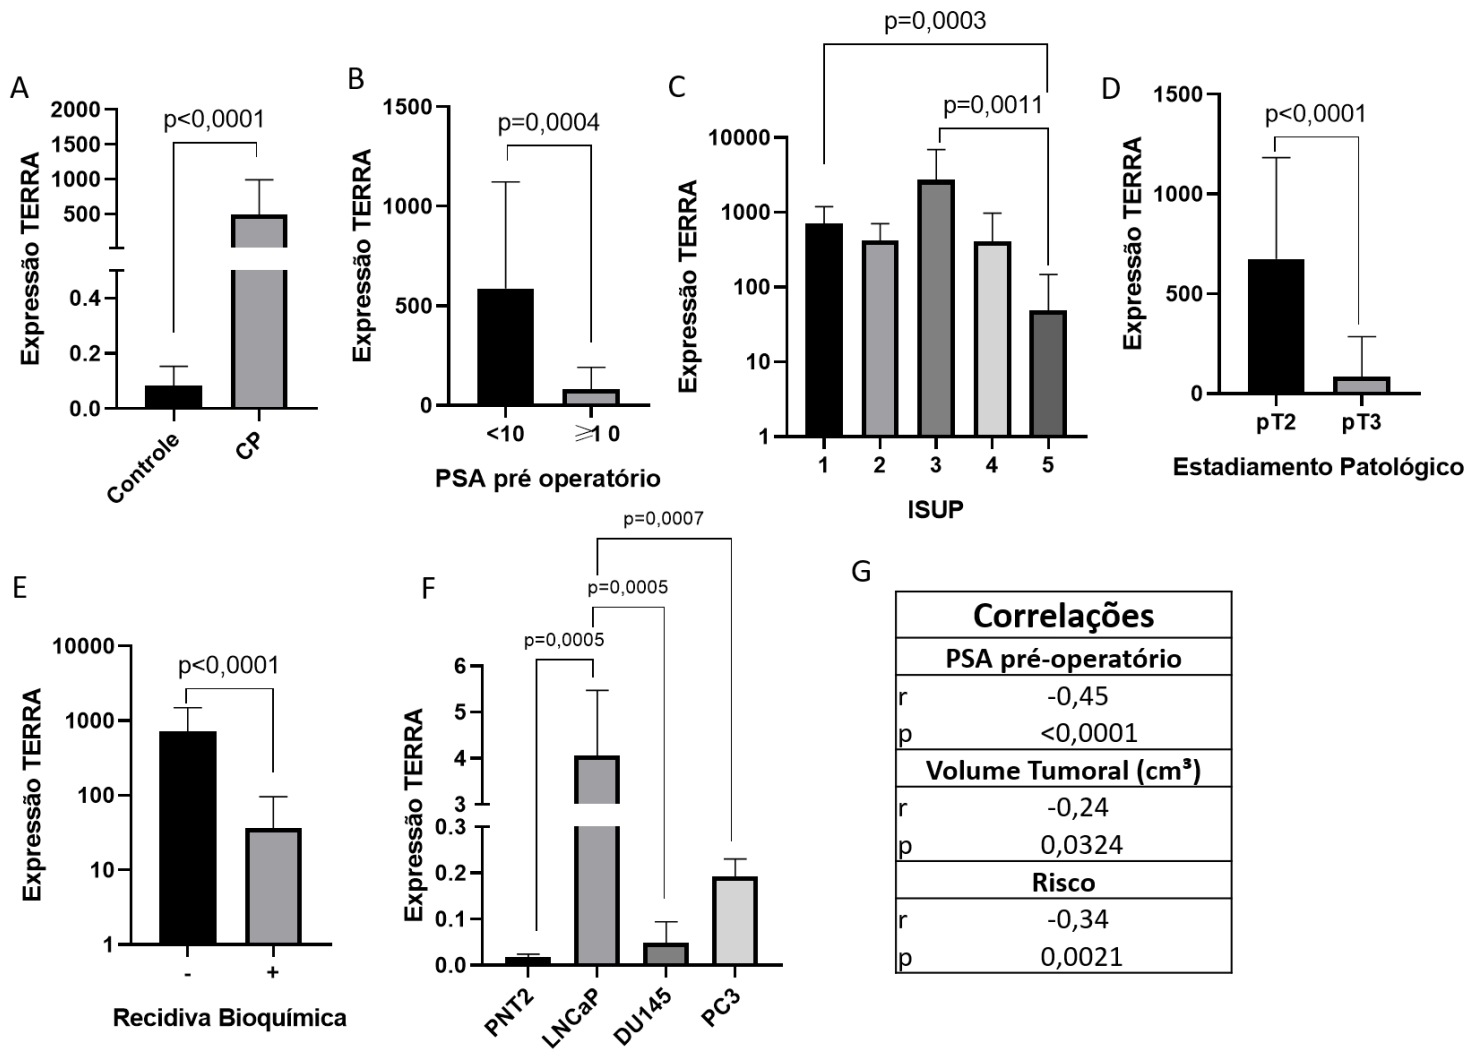 A
p<0,0001
2000
1500
1000
500
0.4
0.2
0.0
Expressão TERRA
Controle
CP
B
p=0,0004
1500
1000
500
0
Expressão TERRA
<10
⩾10
PSA pré operatório
C
p=0,0003
p=0,0011
10000
1000
100
10
1
Expressão TERRA
1 2 3 4 5
ISUP
D
p<0,0001
1500
1000
500
0
Expressão TERRA
pT2
pT3
Estadiamento Patológico
E
p<0,0001
10000
1000
100
10
1
Expressão TERRA
-
+
Recidiva Bioquímica
F
p=0,0007
p=0,0005
p=0,0005
6
5
4
3
0.3
0.2
0.1
0.0
Expressão TERRA
PNT2
LNCaP
DU145
PC3
G
Correlações
PSA pré-operatório
r -0,45
p <0,0001
Volume Tumoral (cm³)
r -0,24
p 0,0324
Risco
r -0,34
p 0,0021